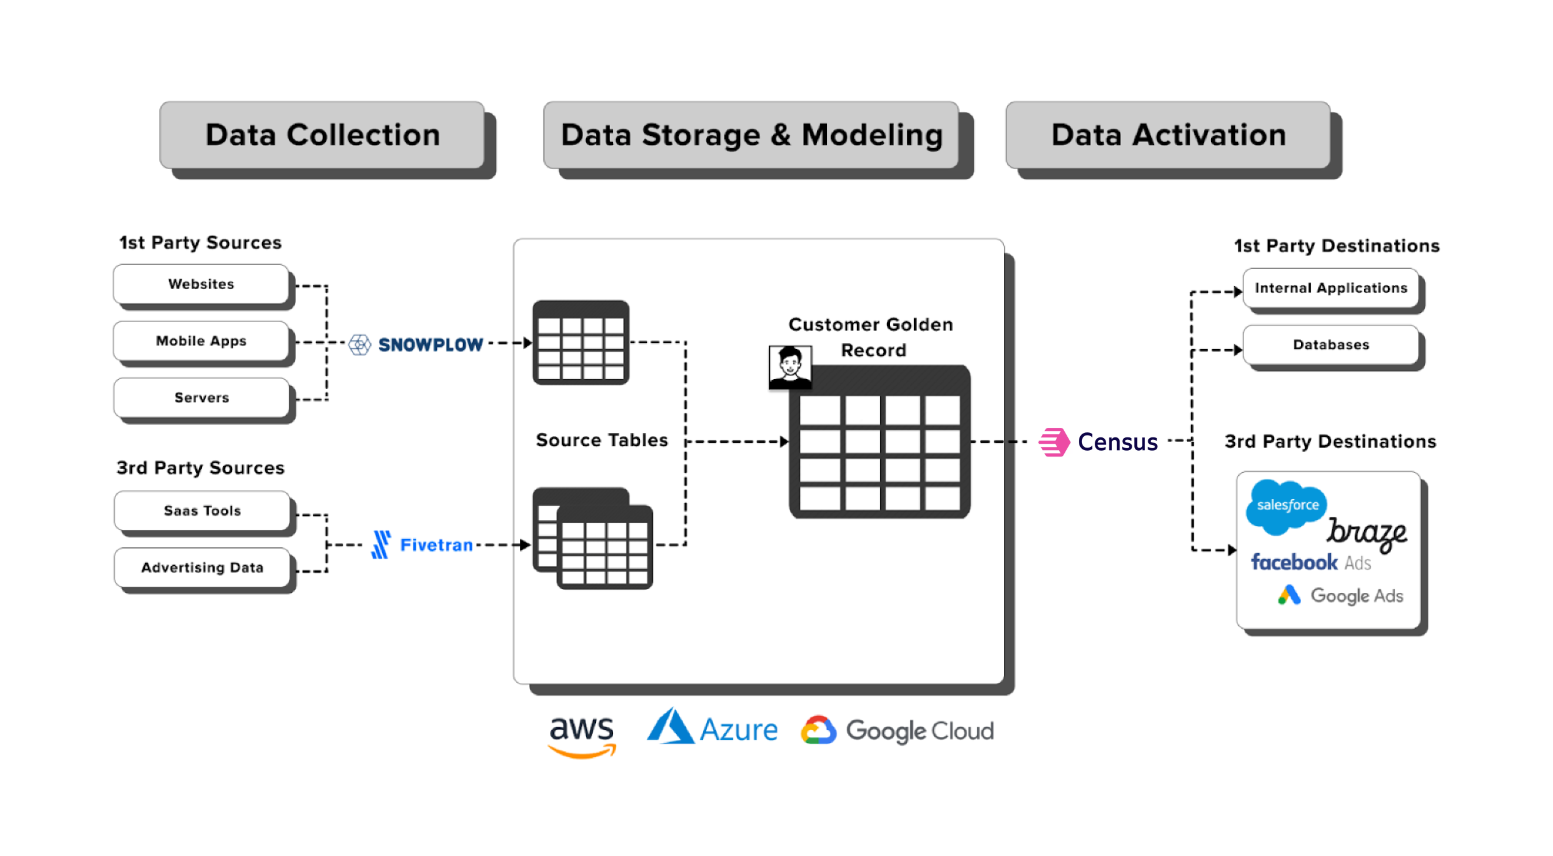 Data Collection
Data Storage & Modeling
Data Activation
1st Party Sources
Websites
Mobile Apps
Servers
SNOWPLOW
3rd Party Sources
Saas Tools
Advertising Data
Fivetran
Source Tables
Customer Golden
Record
Census
1st Party Destinations
Internal Applications
Databases
3rd Party Destinations
salesforce
braze
facebook Ads
Google Ads
aws
Azure
Google Cloud